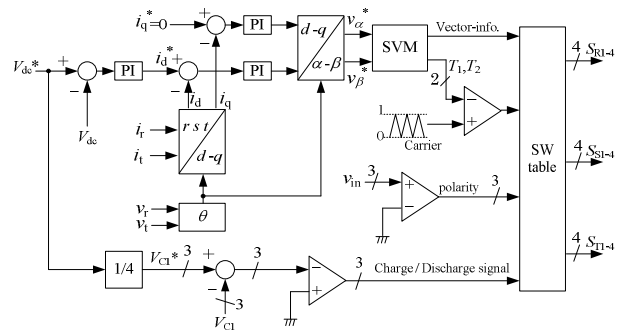 i_q*=0
PI
d-q
α-β
v_α*
v_β*
SVM
Vector-info.
4 S_R1-4
V_dc*
PI
i_d*
PI
2 T_1,T_2
V_dc
i_d
i_q
i_r
i_t
r s t
d-q
1
0
Carrier
SW
table
4 S_S1-4
v_in
3
polarity
3
v_r
v_t
θ
4 S_T1-4
1/4
V_C1*
3
3
3
V_C1
3
Charge/Discharge signal
+
−
+
−
+
−
−
+
+
−
+
−
−
+